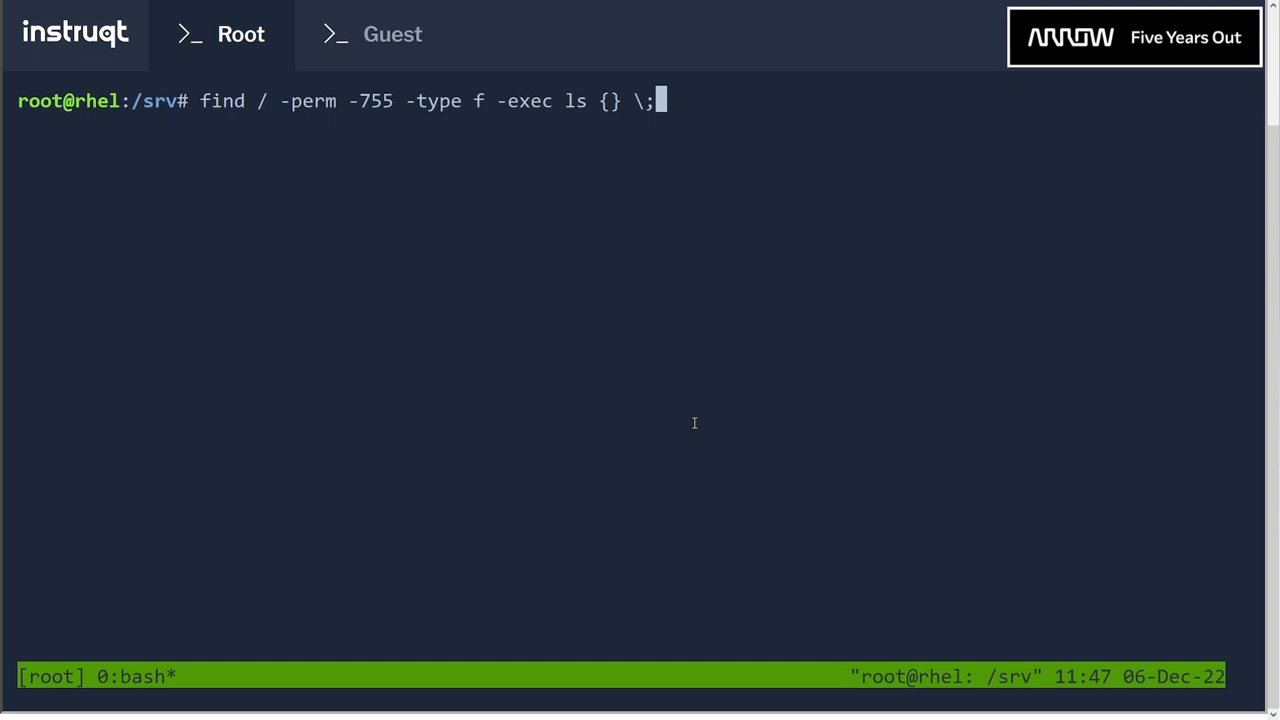 instruqt >_ Root >_ Guest ARROW Five Years Out
root@rhel:/srv# find / -perm -755 -type f -exec ls {} \;
[root] 0:bash* "root@rhel: /srv" 11:47 06-Dec-22